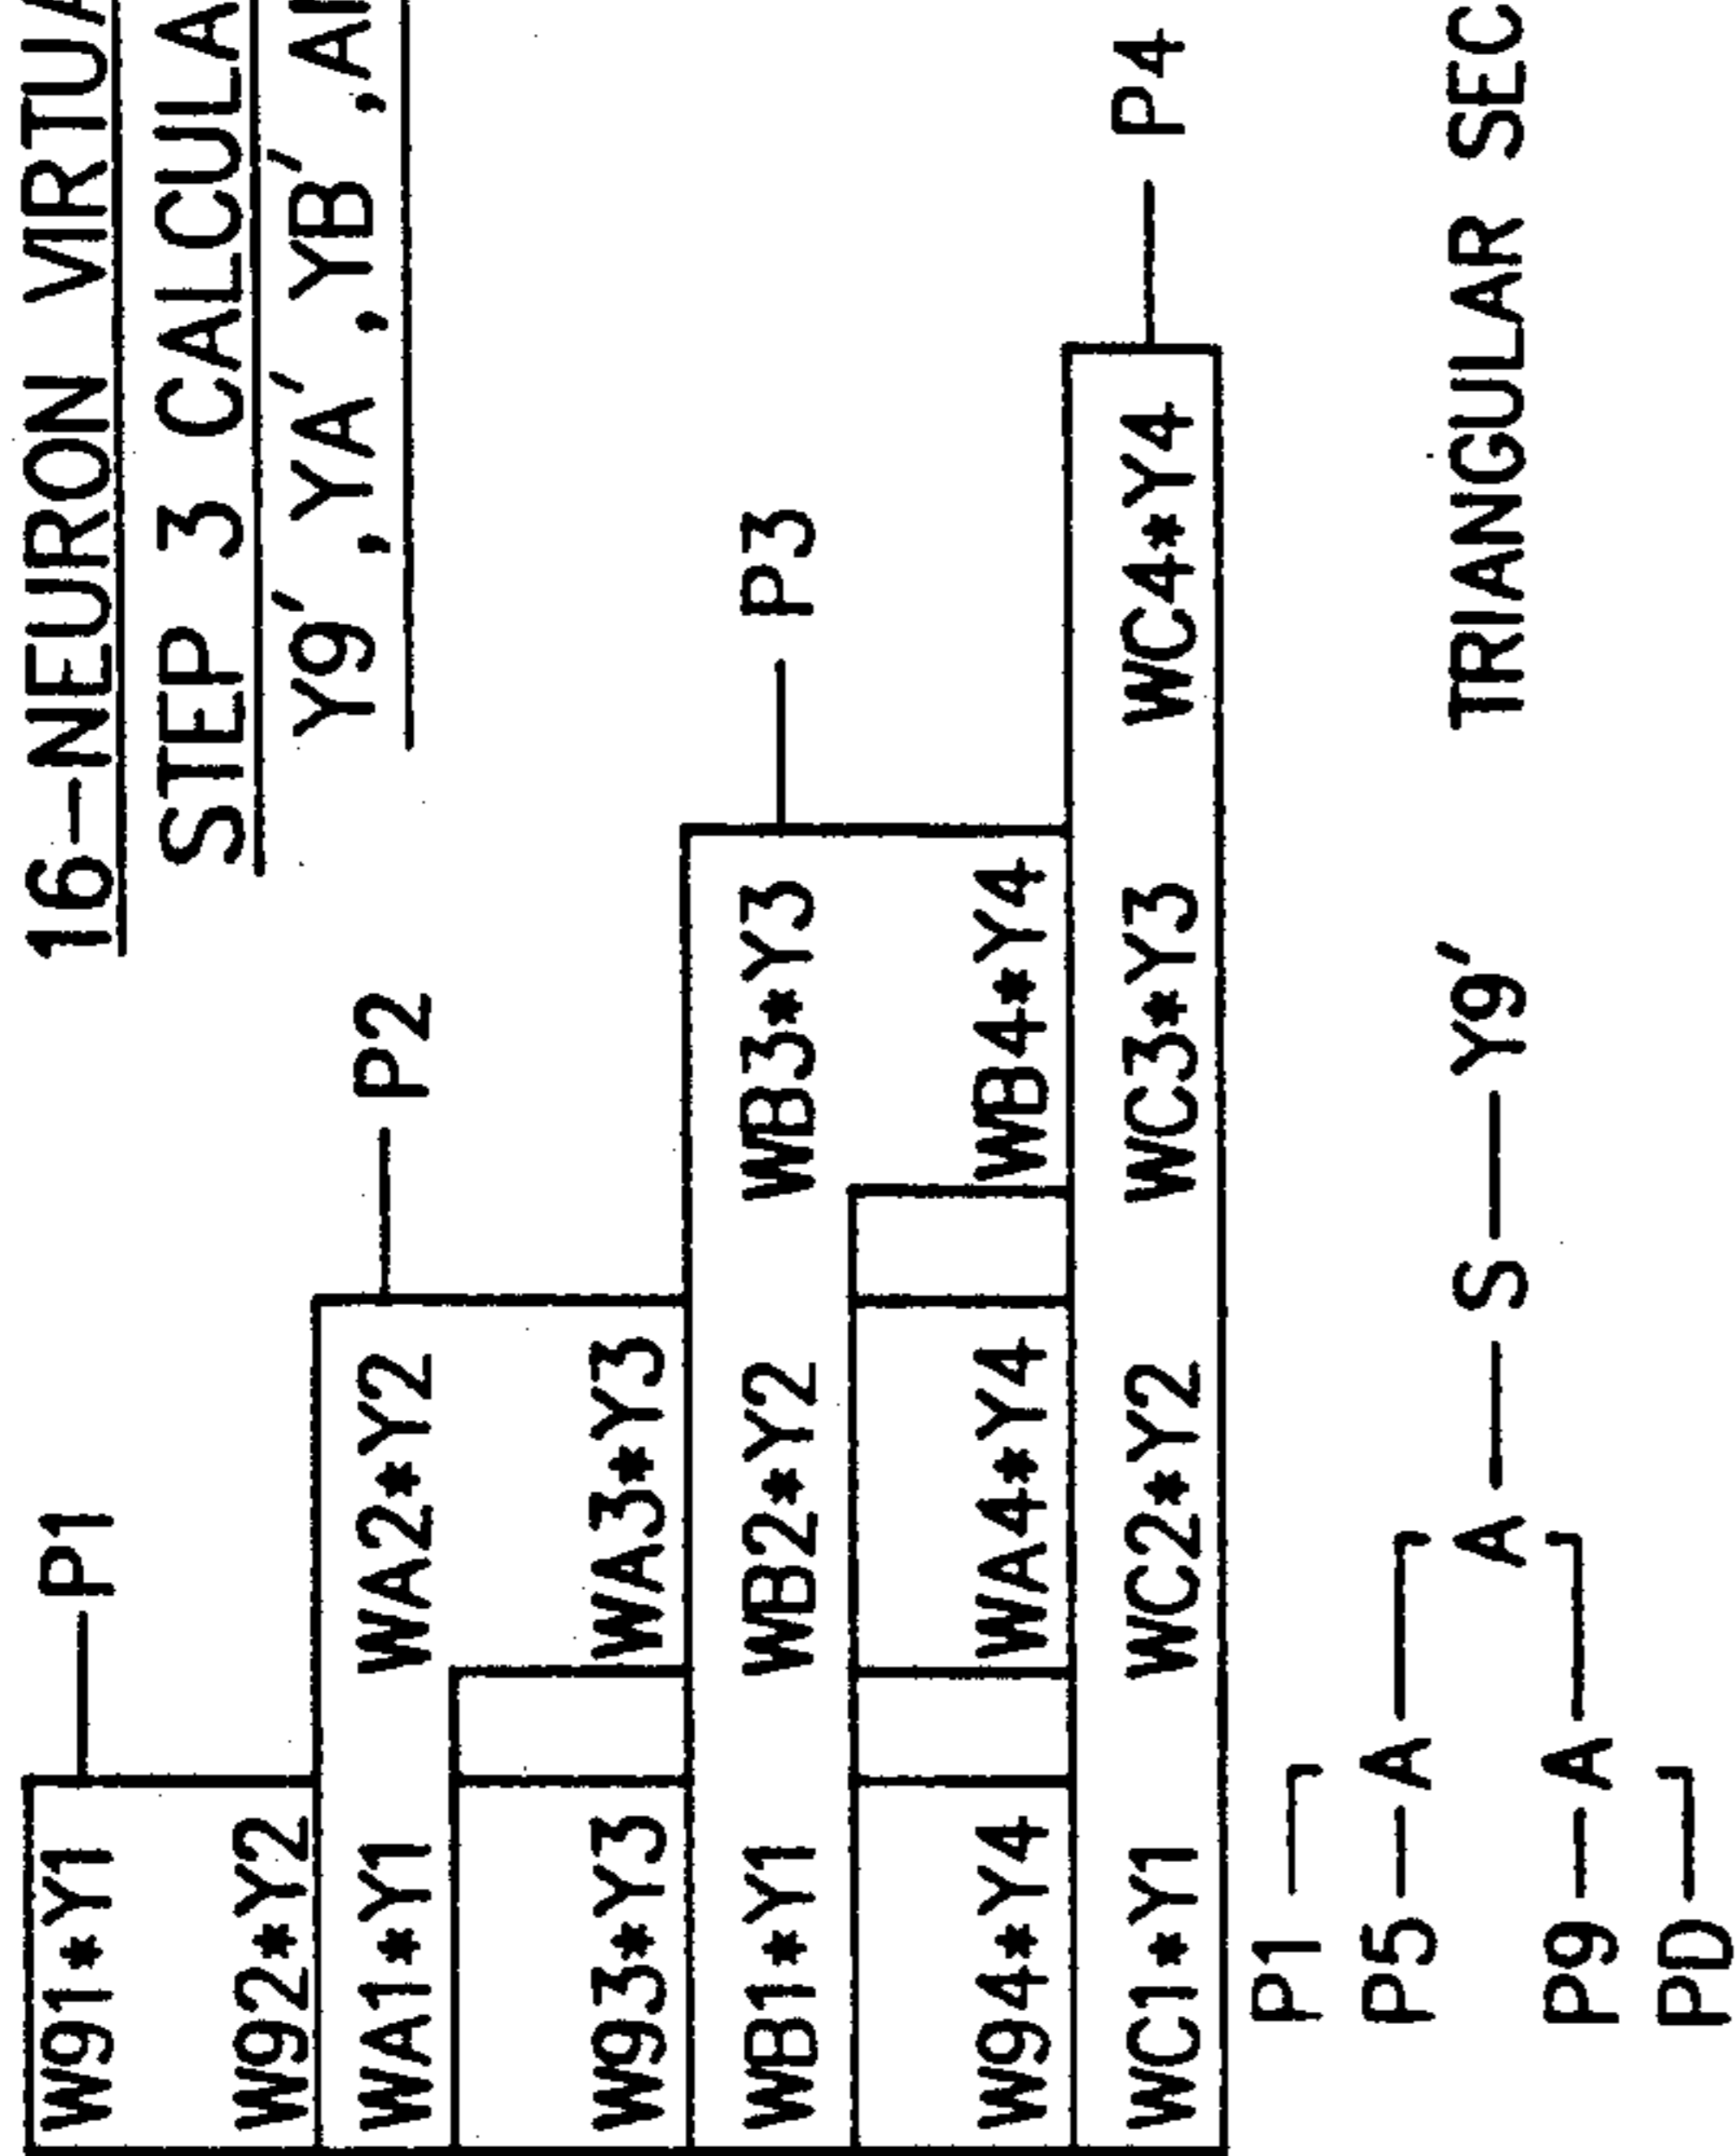 16-NEURON VIRTUA
STEP 3 CALCULA
Y9', YA', YB',
W91*Y1 P1
W92*Y2
WA1*Y1 WA2*Y2 P2
W93*Y3 WA3*Y3
WB1*Y1 WB2*Y2 WB3*Y3 P3
W94*Y4 WA4*Y4 WB4*Y4
WC1*Y1 WC2*Y2 WC3*Y3 WC4*Y4 P4
P1
P5 A
A S Y9' TRIANGULAR SEC
P9 A
PD